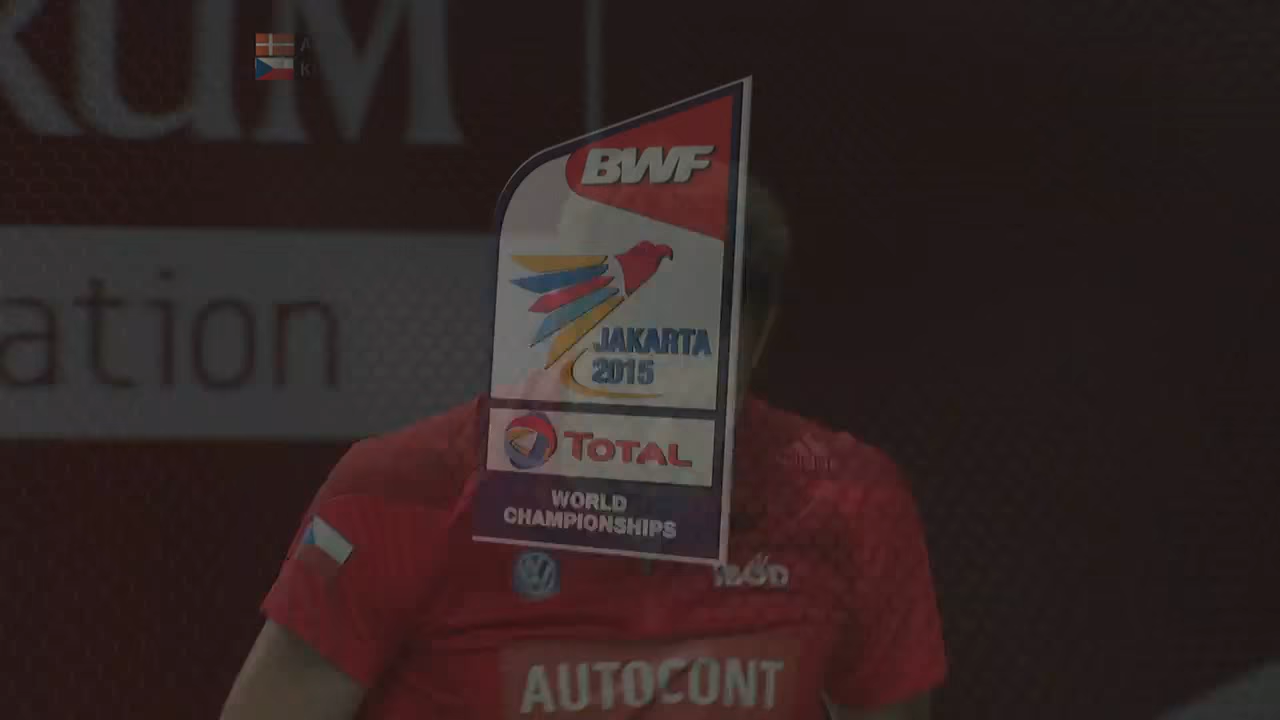 RUM
A
K
BWF
ation
JAKARTA
2015
TOTAL
WORLD
CHAMPIONSHIPS
AUTOCONT